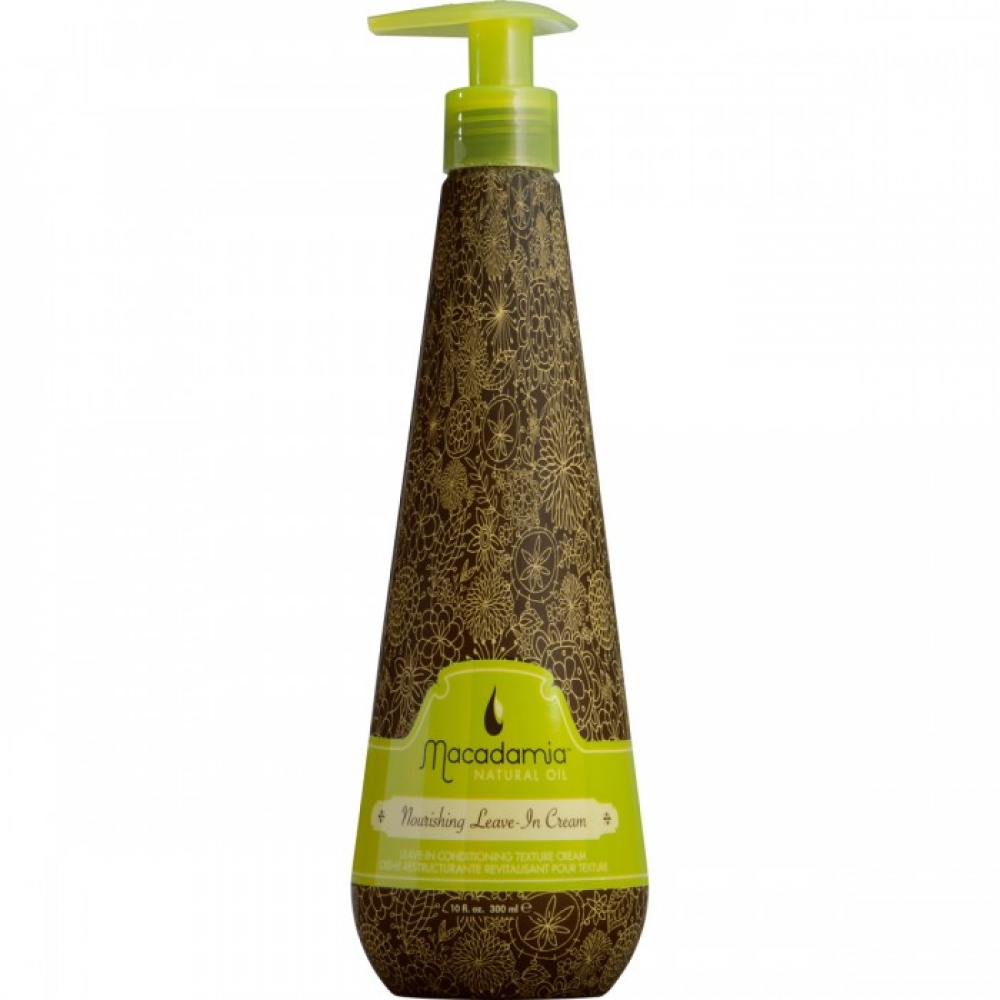 Macadamia™
NATURAL OIL
Nourishing Leave-In Cream
LEAVE-IN CONDITIONING TEXTURE CREAM
CRÈME RESTRUCTURANTE REVITALISANT POUR TEXTURE
10 fl. oz. 300 ml ℮